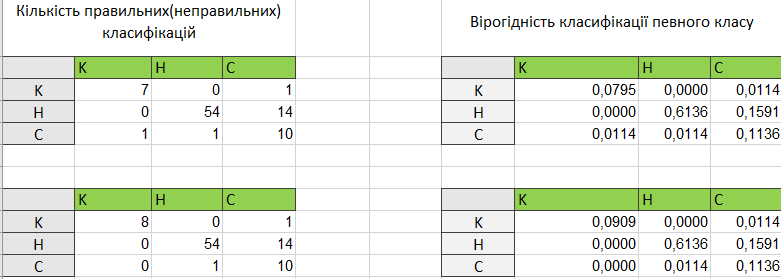 Кількість правильних(неправильних)
класифікацій
Вірогідність класифікації певного класу
К Н С К Н С
К 7 0 1 К 0,0795 0,0000 0,0114
Н 0 54 14 Н 0,0000 0,6136 0,1591
С 1 1 10 С 0,0114 0,0114 0,1136
К Н С К Н С
К 8 0 1 К 0,0909 0,0000 0,0114
Н 0 54 14 Н 0,0000 0,6136 0,1591
С 0 1 10 С 0,0000 0,0114 0,1136